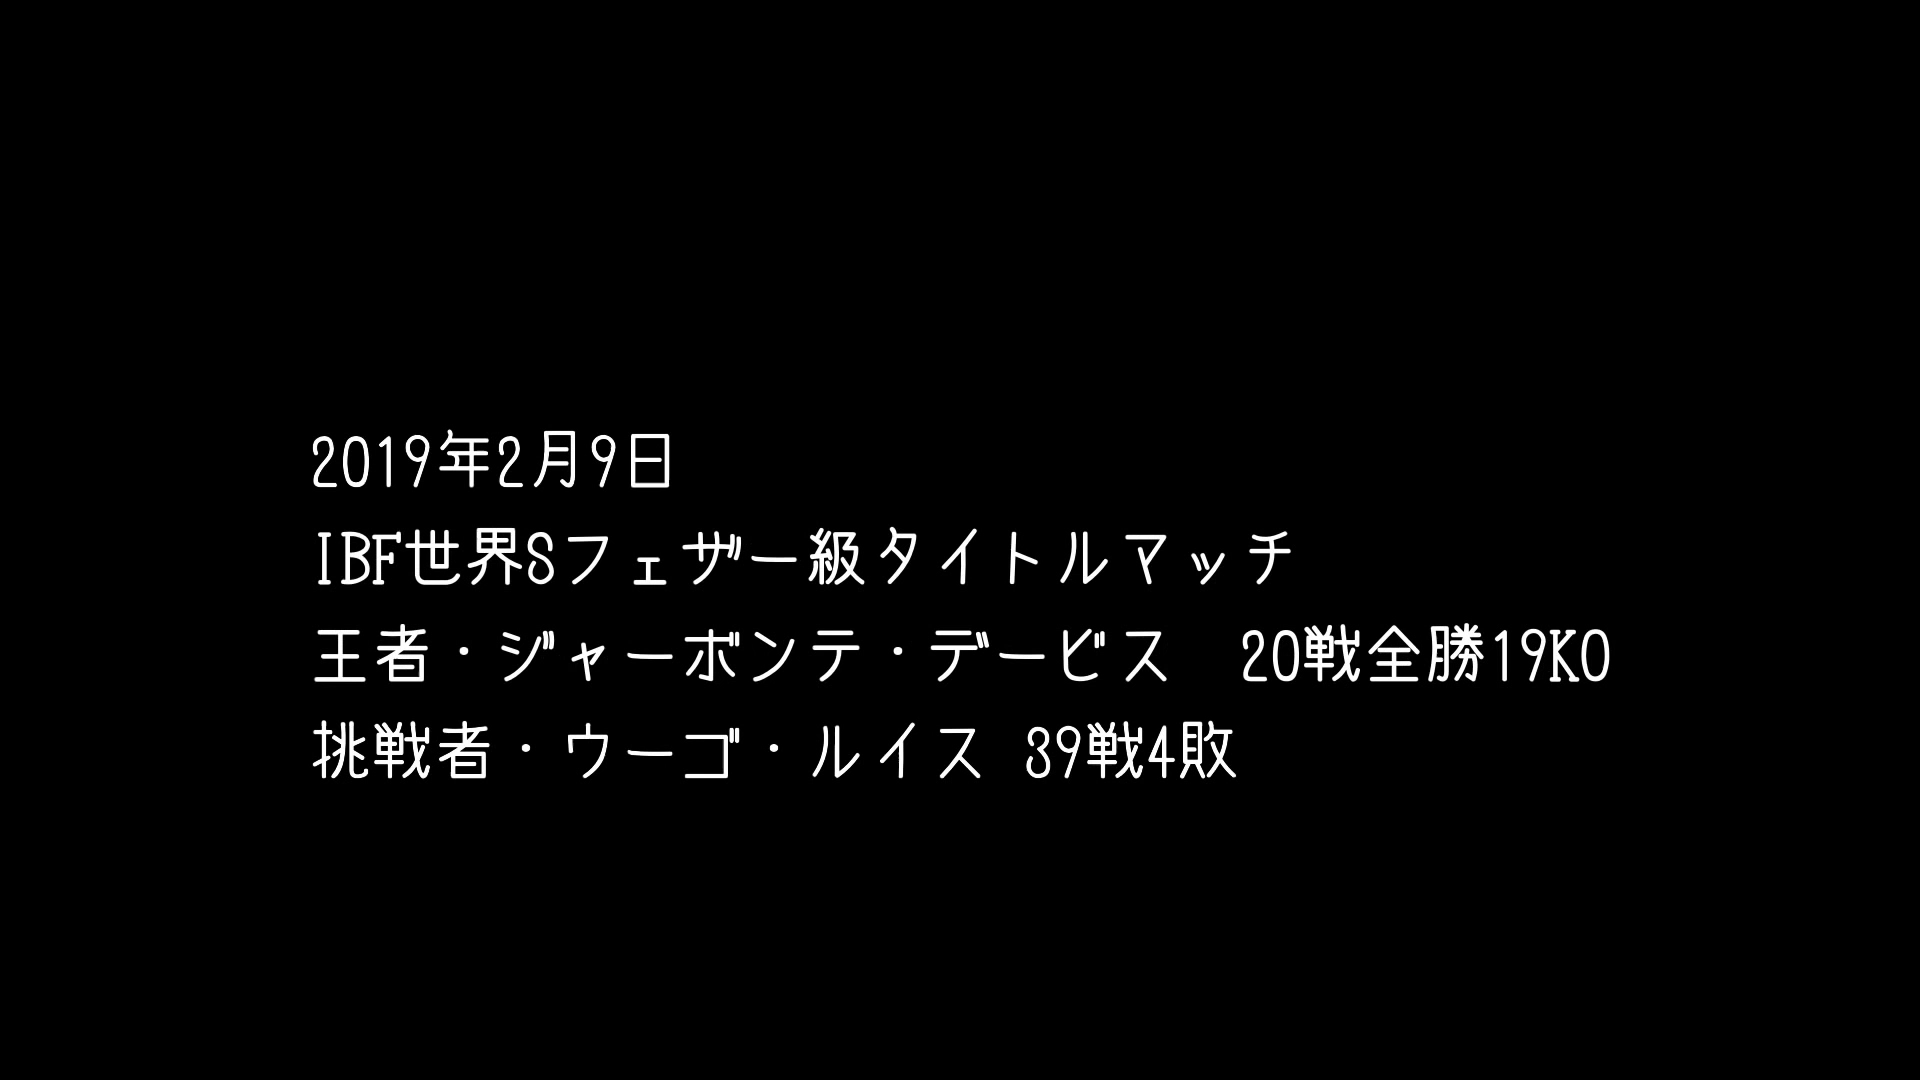 2019年2月9日
IBF世界Sフェザー級タイトルマッチ
王者・ジャーボンテ・デービス　20戦全勝19KO
挑戦者・ウーゴ・ルイス 39戦4敗